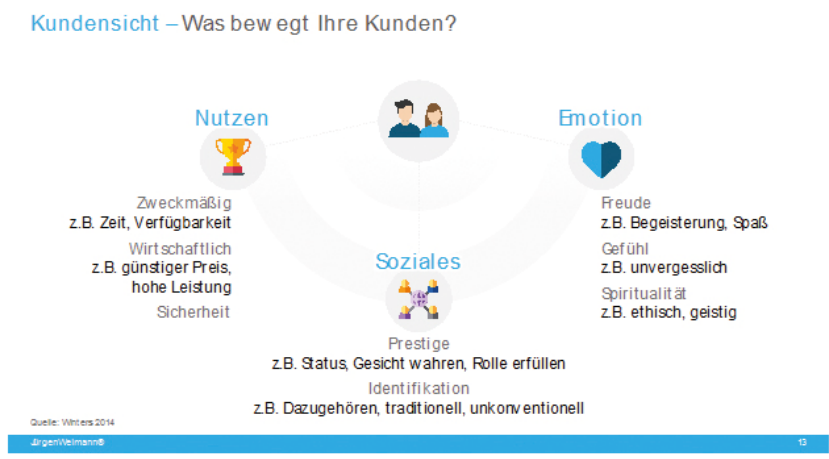 Kundensicht – Was bewegt Ihre Kunden?
Nutzen
Zweckmäßig
z.B. Zeit, Verfügbarkeit
Wirtschaftlich
z.B. günstiger Preis,
hohe Leistung
Sicherheit
Soziales
Prestige
z.B. Status, Gesicht wahren, Rolle erfüllen
Identifikation
z.B. Dazugehören, traditionell, unkonventionell
Emotion
Freude
z.B. Begeisterung, Spaß
Gefühl
z.B. unvergesslich
Spiritualität
z.B. ethisch, geistig
Quelle: Winters 2014
JürgenWeimann®
13